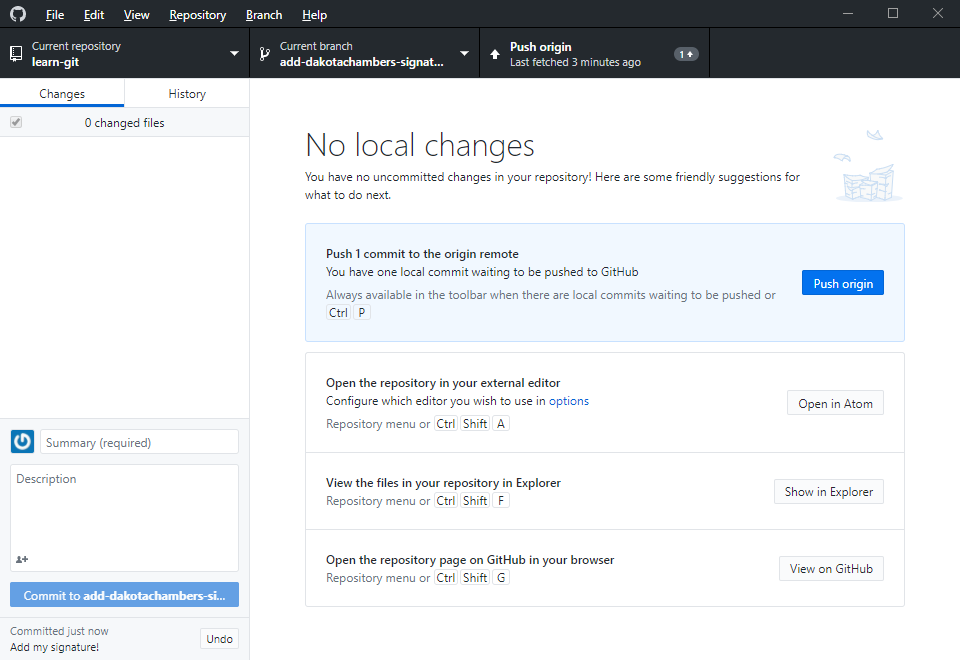 File Edit View Repository Branch Help
Current repository
learn-git
Current branch
add-dakotachambers-signat...
Push origin
Last fetched 3 minutes ago
1
Changes
History
0 changed files
No local changes
You have no uncommitted changes in your repository! Here are some friendly suggestions for
what to do next.
Push 1 commit to the origin remote
You have one local commit waiting to be pushed to GitHub
Always available in the toolbar when there are local commits waiting to be pushed or
Ctrl P
Push origin
Open the repository in your external editor
Configure which editor you wish to use in options
Repository menu or Ctrl Shift A
Open in Atom
View the files in your repository in Explorer
Repository menu or Ctrl Shift F
Show in Explorer
Open the repository page on GitHub in your browser
Repository menu or Ctrl Shift G
View on GitHub
Summary (required)
Description
Commit to add-dakotachambers-si...
Committed just now
Add my signature!
Undo